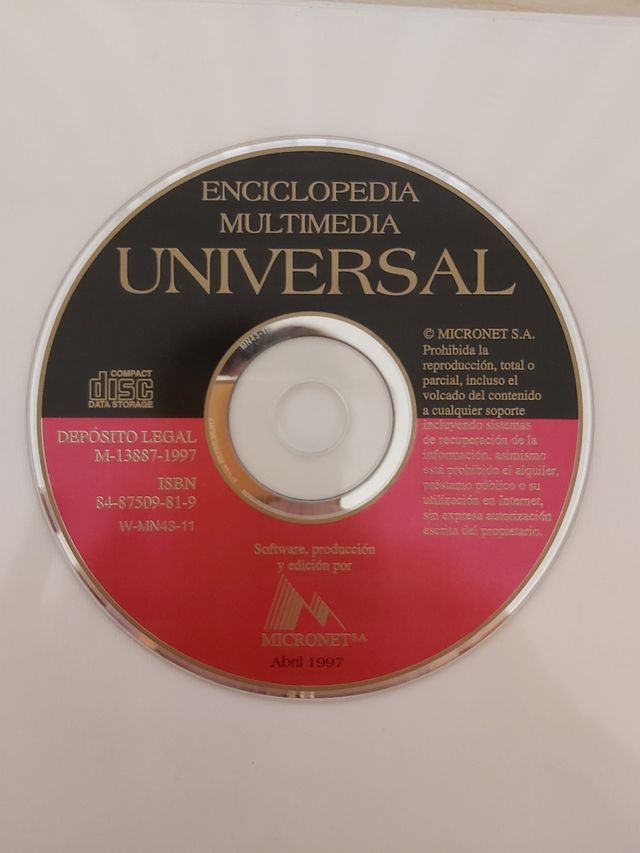 ENCICLOPEDIA
MULTIMEDIA
UNIVERSAL
COMPACT
disc
DATA STORAGE
DEPÓSITO LEGAL
M-13887-1997
ISBN
84-87509-81-9
W-MN43-11
© MICRONET S.A.
Prohibida la
reproducción, total o
parcial, incluso el
volcado del contenido
a cualquier soporte
incluyendo sistemas
de recuperación de la
información, asimismo
está prohibido el alquiler,
préstamo público o su
utilización en Internet,
sin expresa autorización
escrita del propietario.
Software, producción
y edición por
MICRONET S.A.
Abril 1997